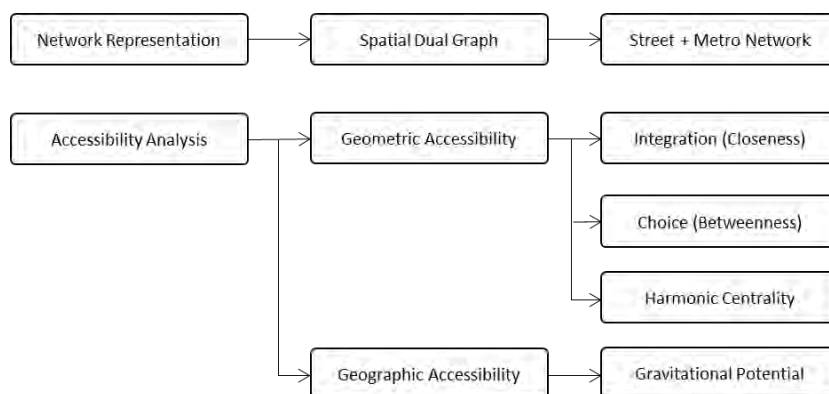 Network Representation
Spatial Dual Graph
Street + Metro Network
Accessibility Analysis
Geometric Accessibility
Integration (Closeness)
Choice (Betweenness)
Harmonic Centrality
Geographic Accessibility
Gravitational Potential